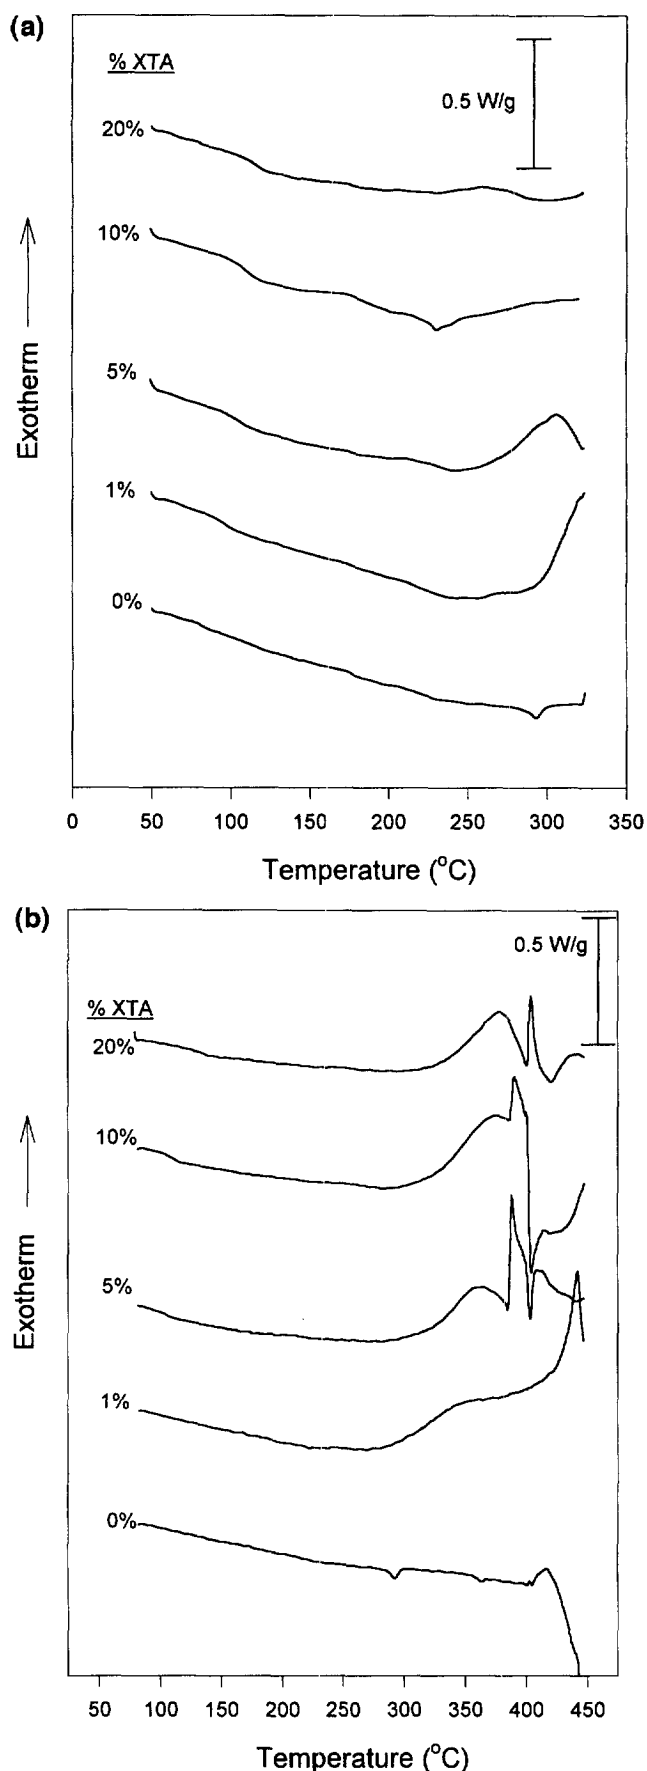 (a)
% XTA
0.5 W/g
20%
10%
5%
1%
0%
Exotherm
0 50 100 150 200 250 300 350
Temperature (°C)
(b)
0.5 W/g
% XTA
20%
10%
5%
1%
0%
Exotherm
50 100 150 200 250 300 350 400 450
Temperature (°C)